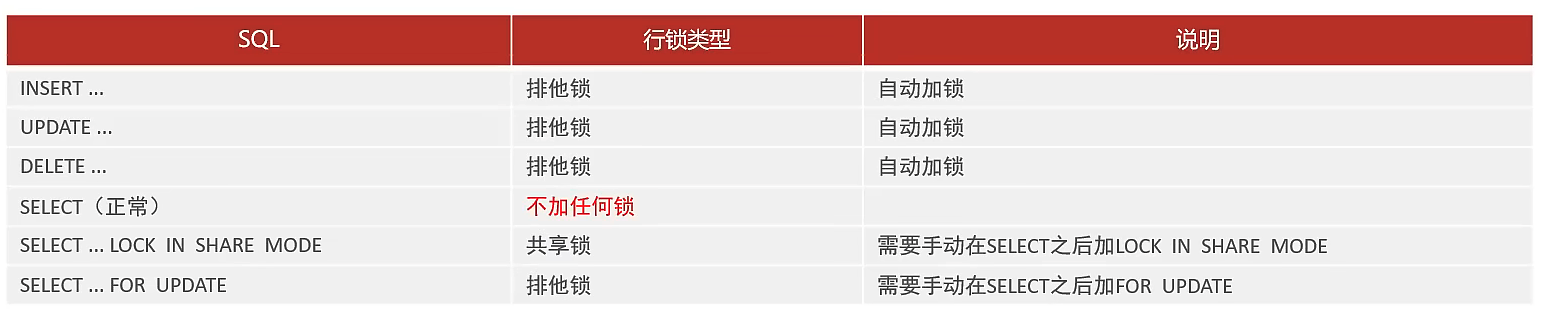 SQL 行锁类型 说明
INSERT ... 排他锁 自动加锁
UPDATE ... 排他锁 自动加锁
DELETE ... 排他锁 自动加锁
SELECT（正常） 不加任何锁
SELECT ... LOCK IN SHARE MODE 共享锁 需要手动在SELECT之后加LOCK IN SHARE MODE
SELECT ... FOR UPDATE 排他锁 需要手动在SELECT之后加FOR UPDATE